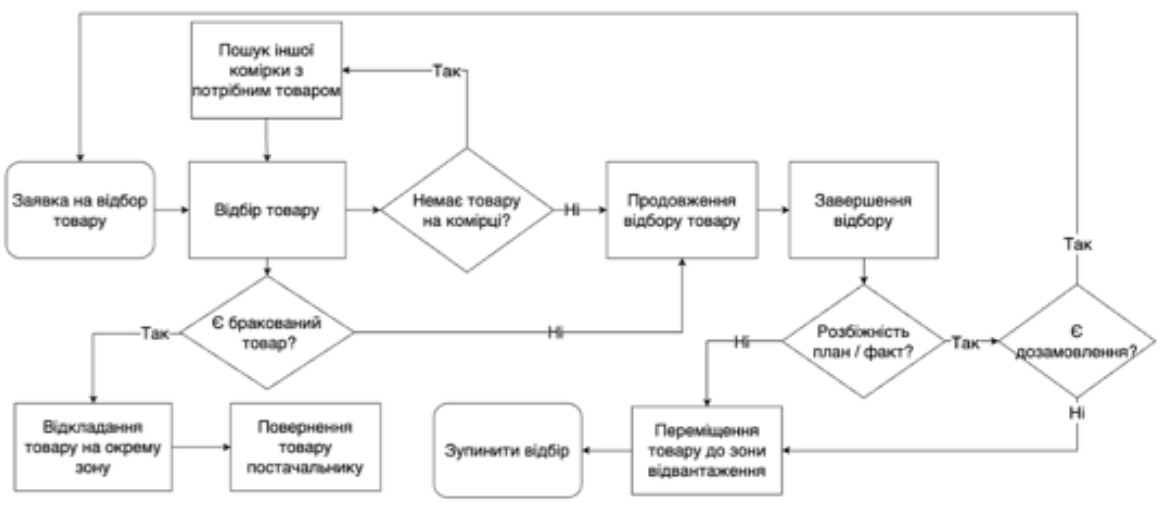 Пошук іншої
комірки з
потрібним товаром
Так
Заявка на відбор
товару
Відбір товару
Немає товару
на комірці?
Ні
Продовження
відбору товару
Завершення
відбору
Так
Є бракований
товар?
Так
Ні
Розбіжність
план / факт?
Ні
Так
Є
дозамовлення?
Ні
Відкладання
товару на окрему
зону
Повернення
товару
постачальнику
Зупинити відбір
Переміщення
товару до зони
відвантаження